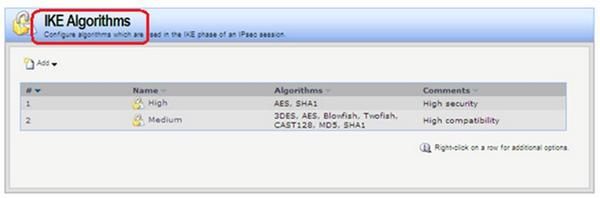 IKE Algorithms
Configure algorithms which are used in the IKE phase of an IPsec session.
Add
# Name Algorithms Comments
1 High AES, SHA1 High security
2 Medium 3DES, AES, Blowfish, Twofish, CAST128, MD5, SHA1 High compatibility
Right-click on a row for additional options.